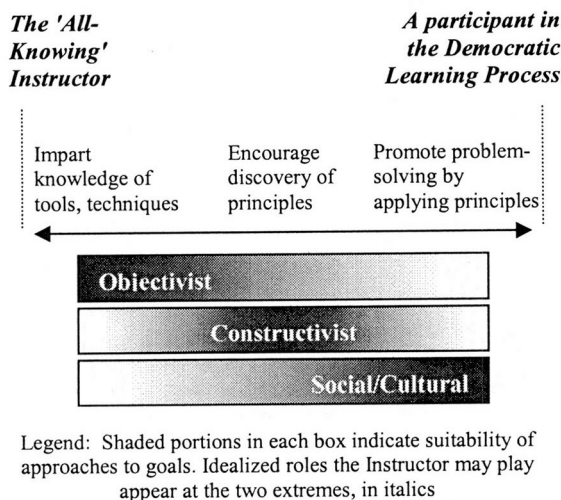 The 'All-
Knowing'
Instructor
A participant in
the Democratic
Learning Process
Impart
knowledge of
tools, techniques
Encourage
discovery of
principles
Promote problem-
solving by
applying principles
Objectivist
Constructivist
Social/Cultural
Legend: Shaded portions in each box indicate suitability of
approaches to goals. Idealized roles the Instructor may play
appear at the two extremes, in italics